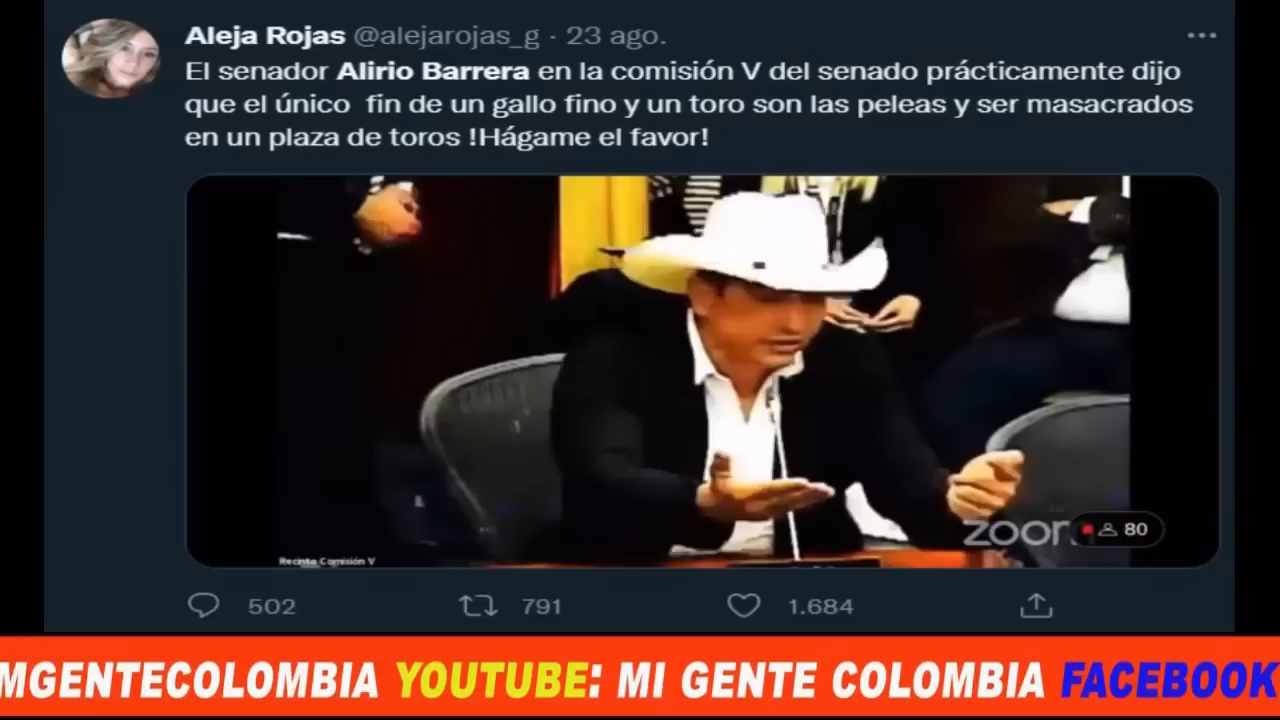 Aleja Rojas @alejarojas_g · 23 ago.
El senador Alirio Barrera en la comisión V del senado prácticamente dijo
que el único fin de un gallo fino y un toro son las peleas y ser masacrados
en un plaza de toros !Hágame el favor!
zoom
80
Recinto Comisión V
502 791 1.684
MGENTECOLOMBIA YOUTUBE: MI GENTE COLOMBIA FACEBOOK